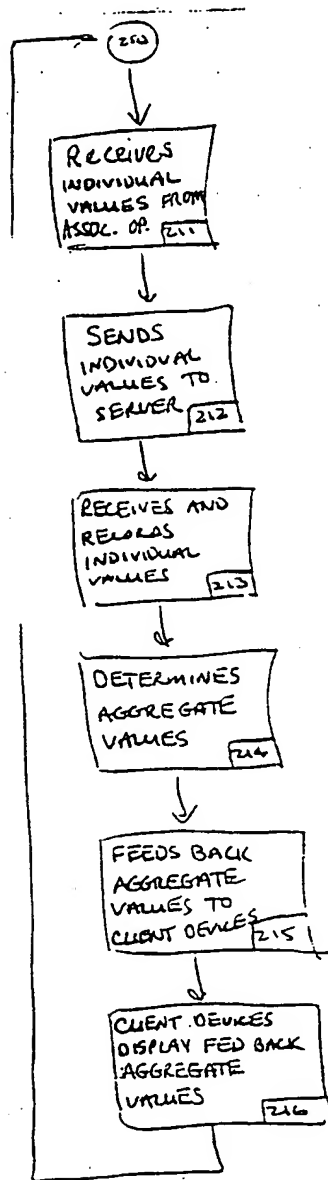 RECEIVES
INDIVIDUAL
VALUES FROM
ASSOC. OP. 211
SENDS
INDIVIDUAL
VALUES TO
SERVER 212
RECEIVES AND
RECORDS
INDIVIDUAL
VALUES 213
DETERMINES
AGGREGATE
VALUES 214
FEEDS BACK
AGGREGATE
VALUES TO
CLIENT DEVICES 215
CLIENT DEVICES
DISPLAY FED BACK
AGGREGATE
VALUES 216